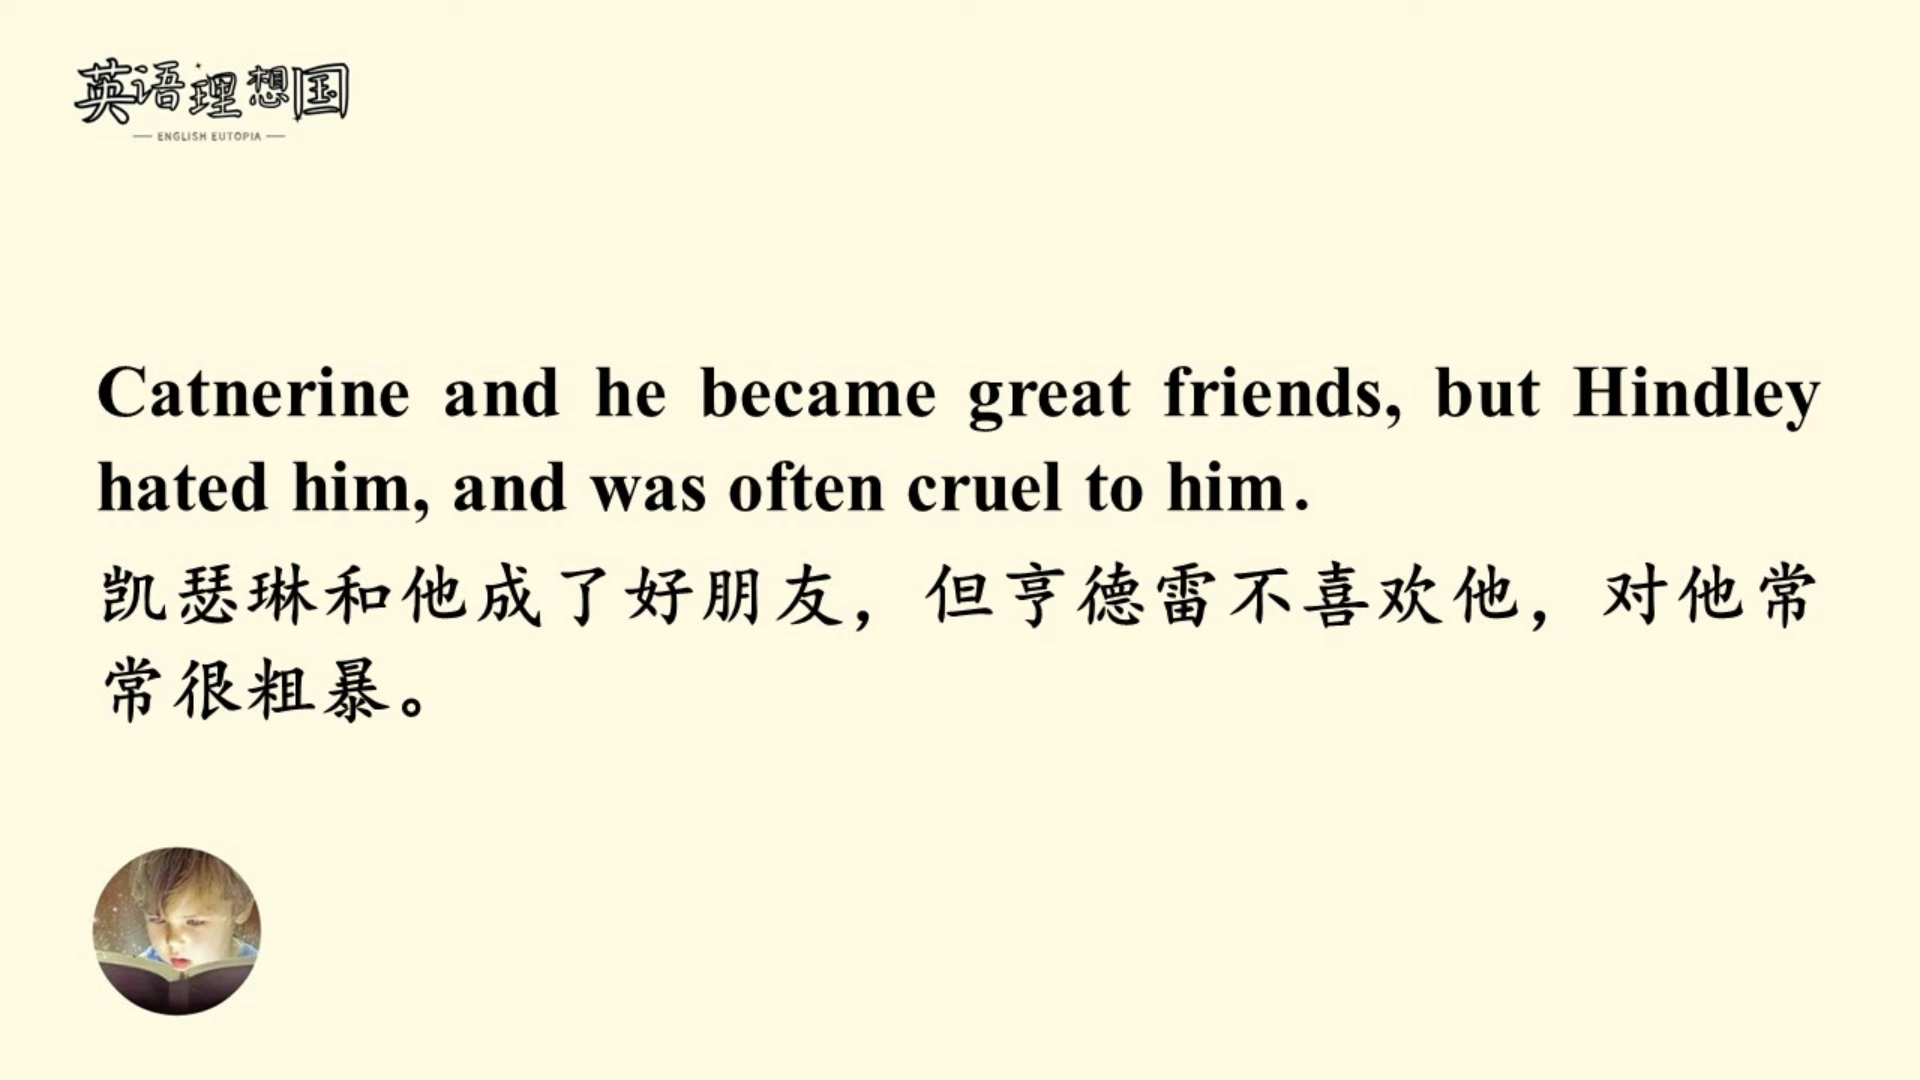 英语理想国
ENGLISH EUTOPIA
Catnerine and he became great friends, but Hindley
hated him, and was often cruel to him.
凯瑟琳和他成了好朋友，但亨德雷不喜欢他，对他常
常很粗暴。